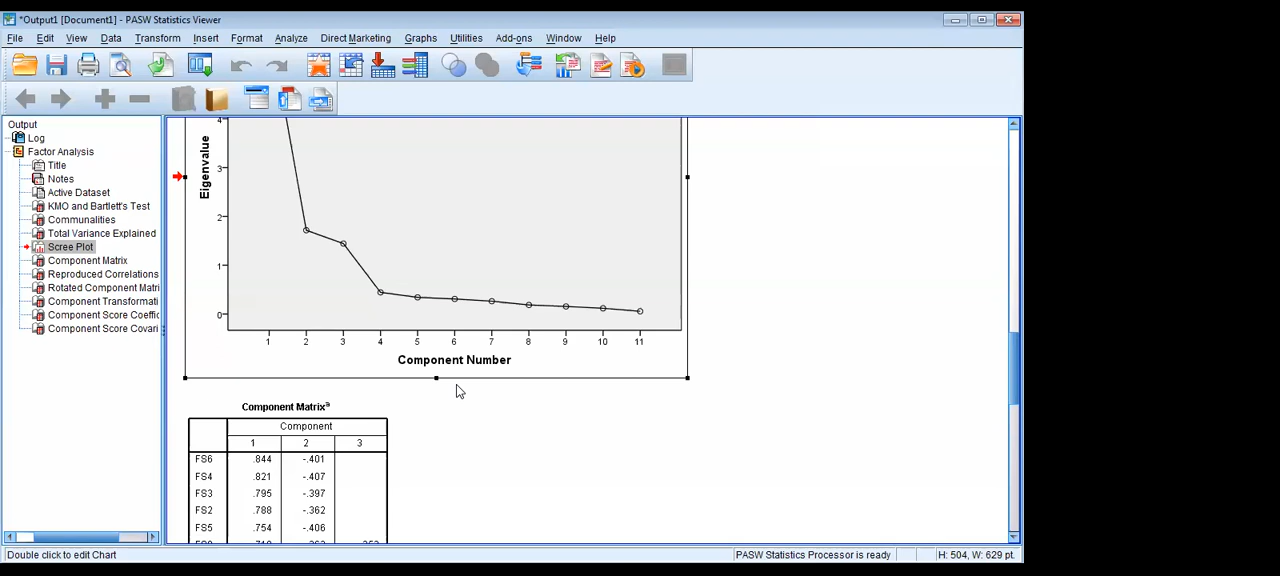 *Output1 [Document1] - PASW Statistics Viewer
File Edit View Data Transform Insert Format Analyze Direct Marketing Graphs Utilities Add-ons Window Help
Output
Log
Factor Analysis
Title
Notes
Active Dataset
KMO and Bartlett's Test
Communalities
Total Variance Explained
Scree Plot
Component Matrix
Reproduced Correlations
Rotated Component Matri
Component Transformati
Component Score Coeffic
Component Score Covari
Eigenvalue
4
3
2
1
0
1 2 3 4 5 6 7 8 9 10 11
Component Number
Component Matrixa
Component
1 2 3
FS6 .844 -.401
FS4 .821 -.407
FS3 .795 -.397
FS2 .788 -.362
FS5 .754 -.406
Double click to edit Chart
PASW Statistics Processor is ready
H: 504, W: 629 pt.